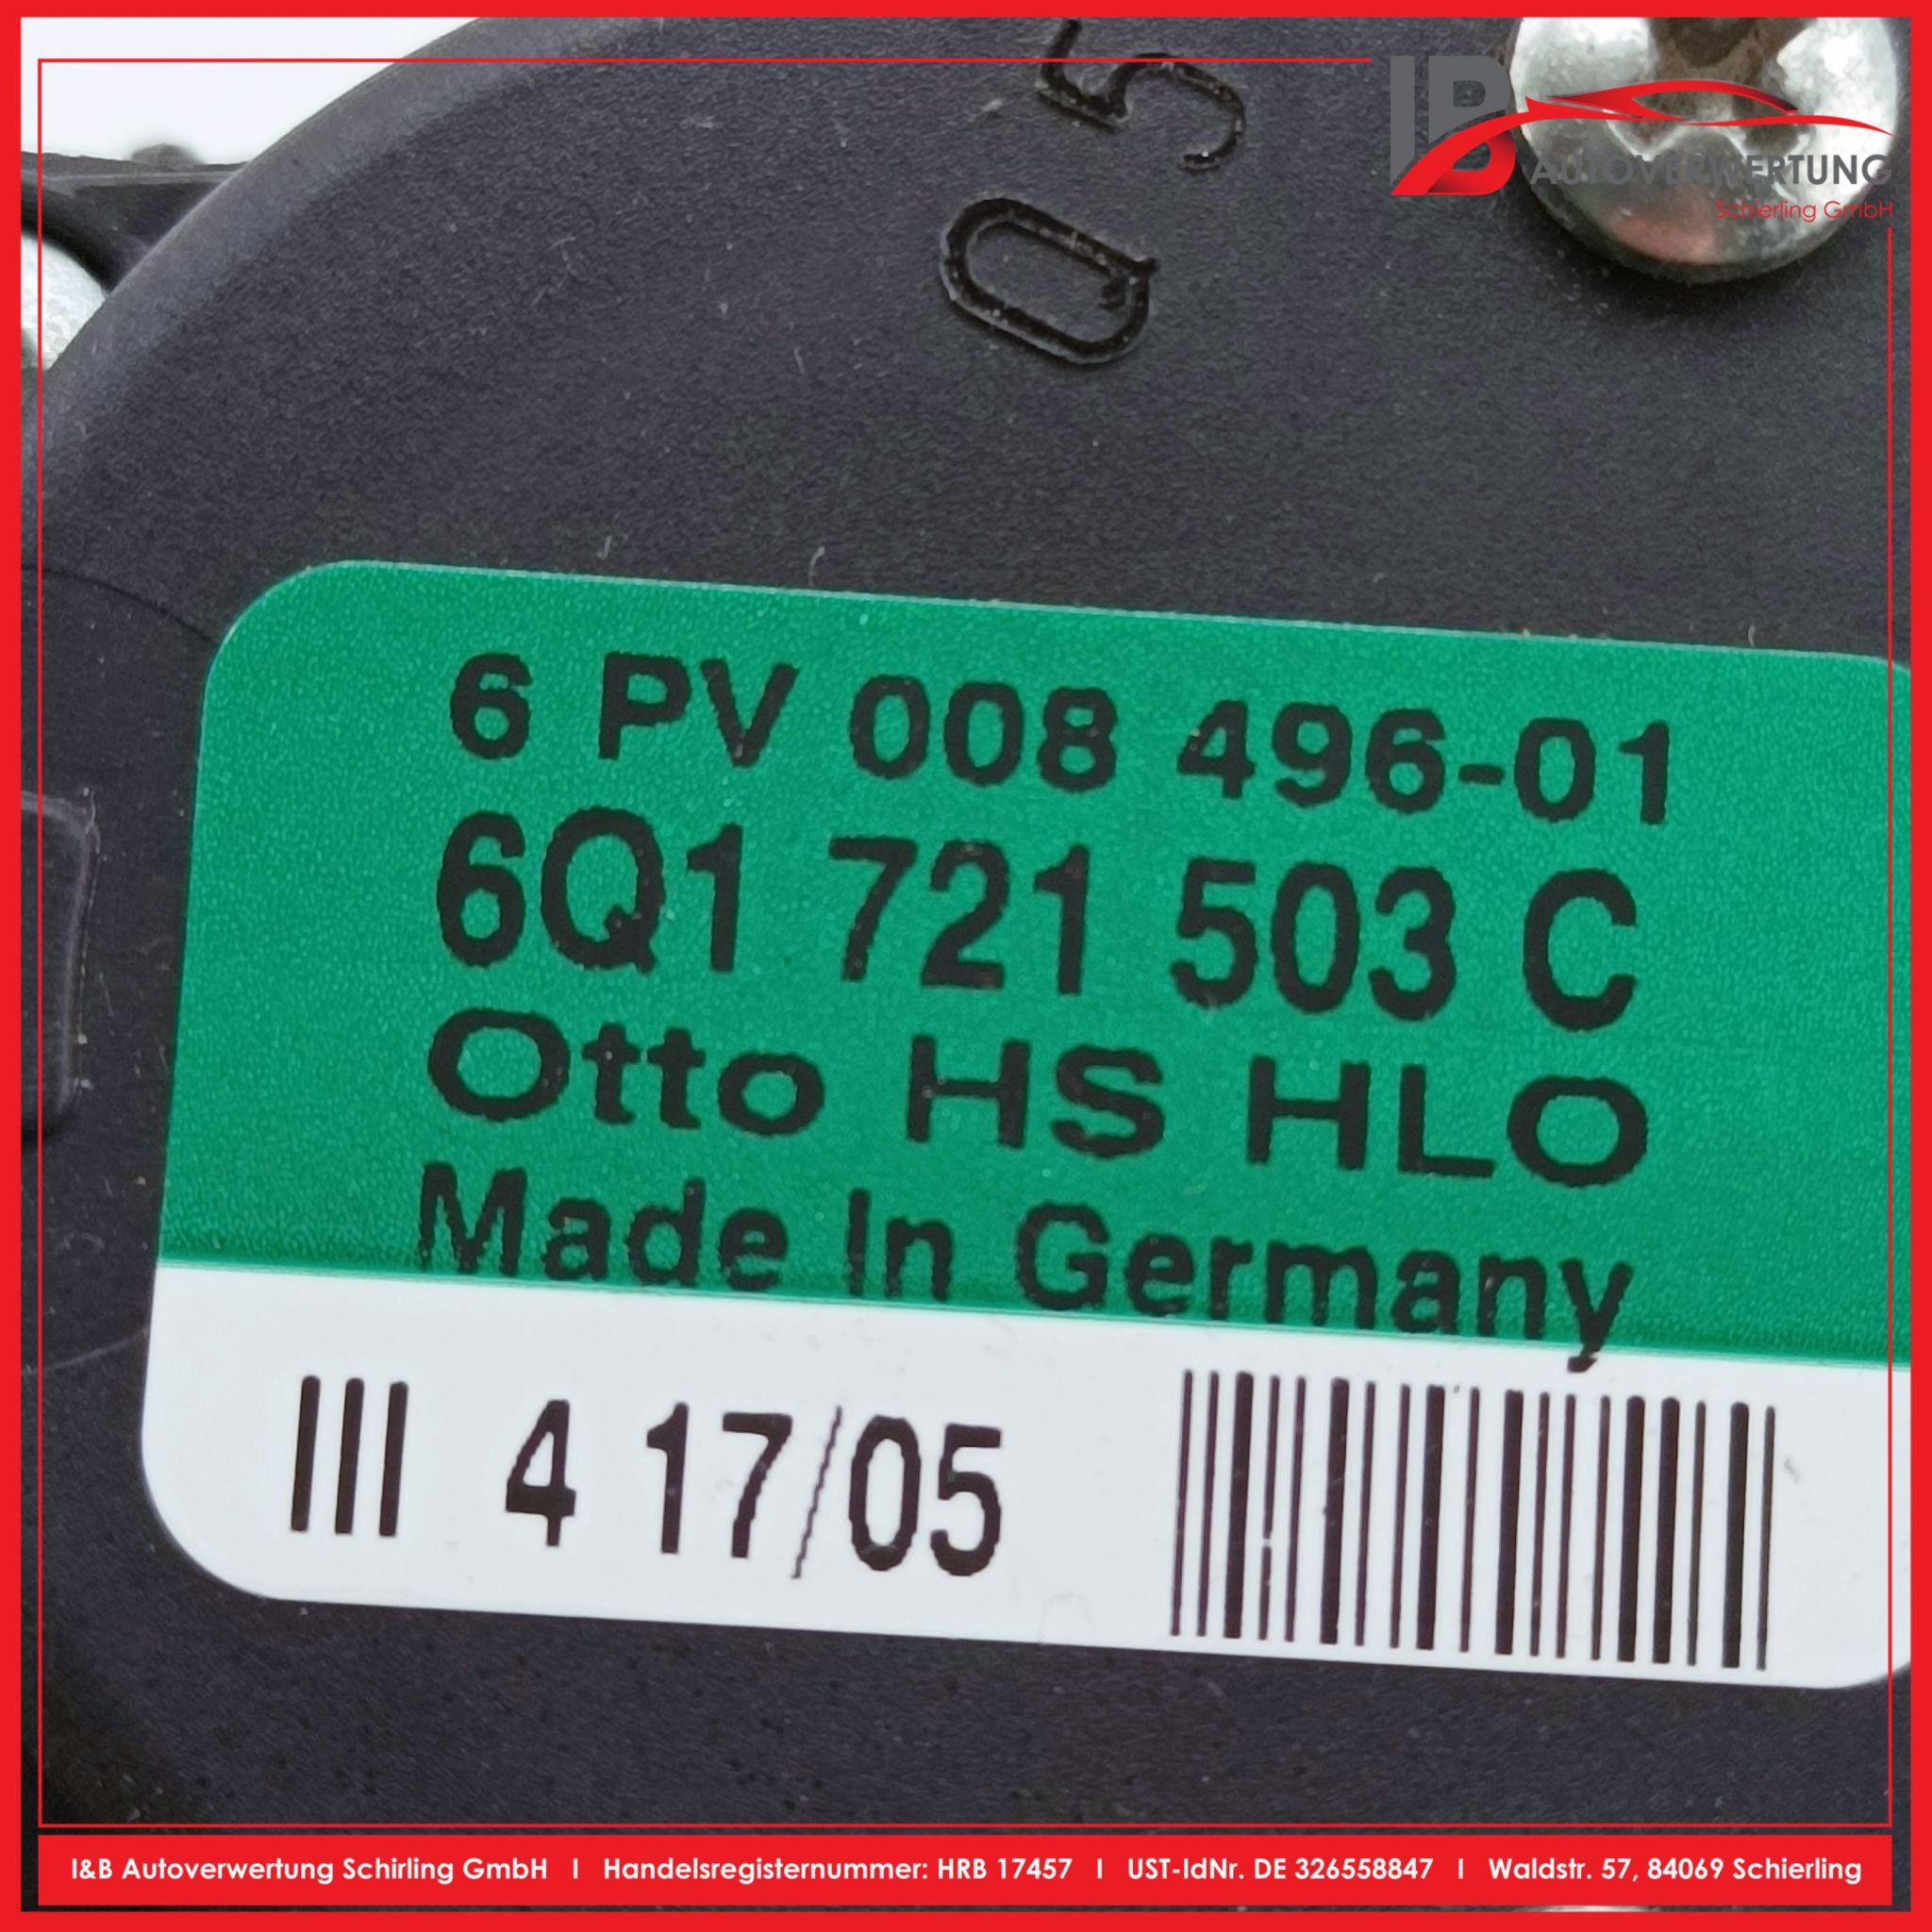 05
IB
AUTOVERWERTUNG
Schierling GmbH
6 PV 008 496-01
6Q1 721 503 C
Otto HS HLO
Made In Germany
III 4 17/05
I&B Autoverwertung Schirling GmbH I Handelsregisternummer: HRB 17457 I UST-IdNr. DE 326558847 I Waldstr. 57, 84069 Schierling